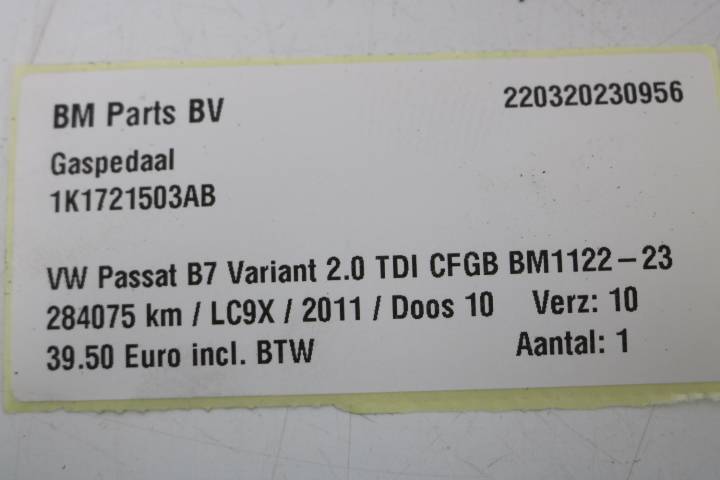 BM Parts BV 220320230956
Gaspedaal
1K1721503AB
VW Passat B7 Variant 2.0 TDI CFGB BM1122-23
284075 km / LC9X / 2011 / Doos 10 Verz: 10
39.50 Euro incl. BTW Aantal: 1